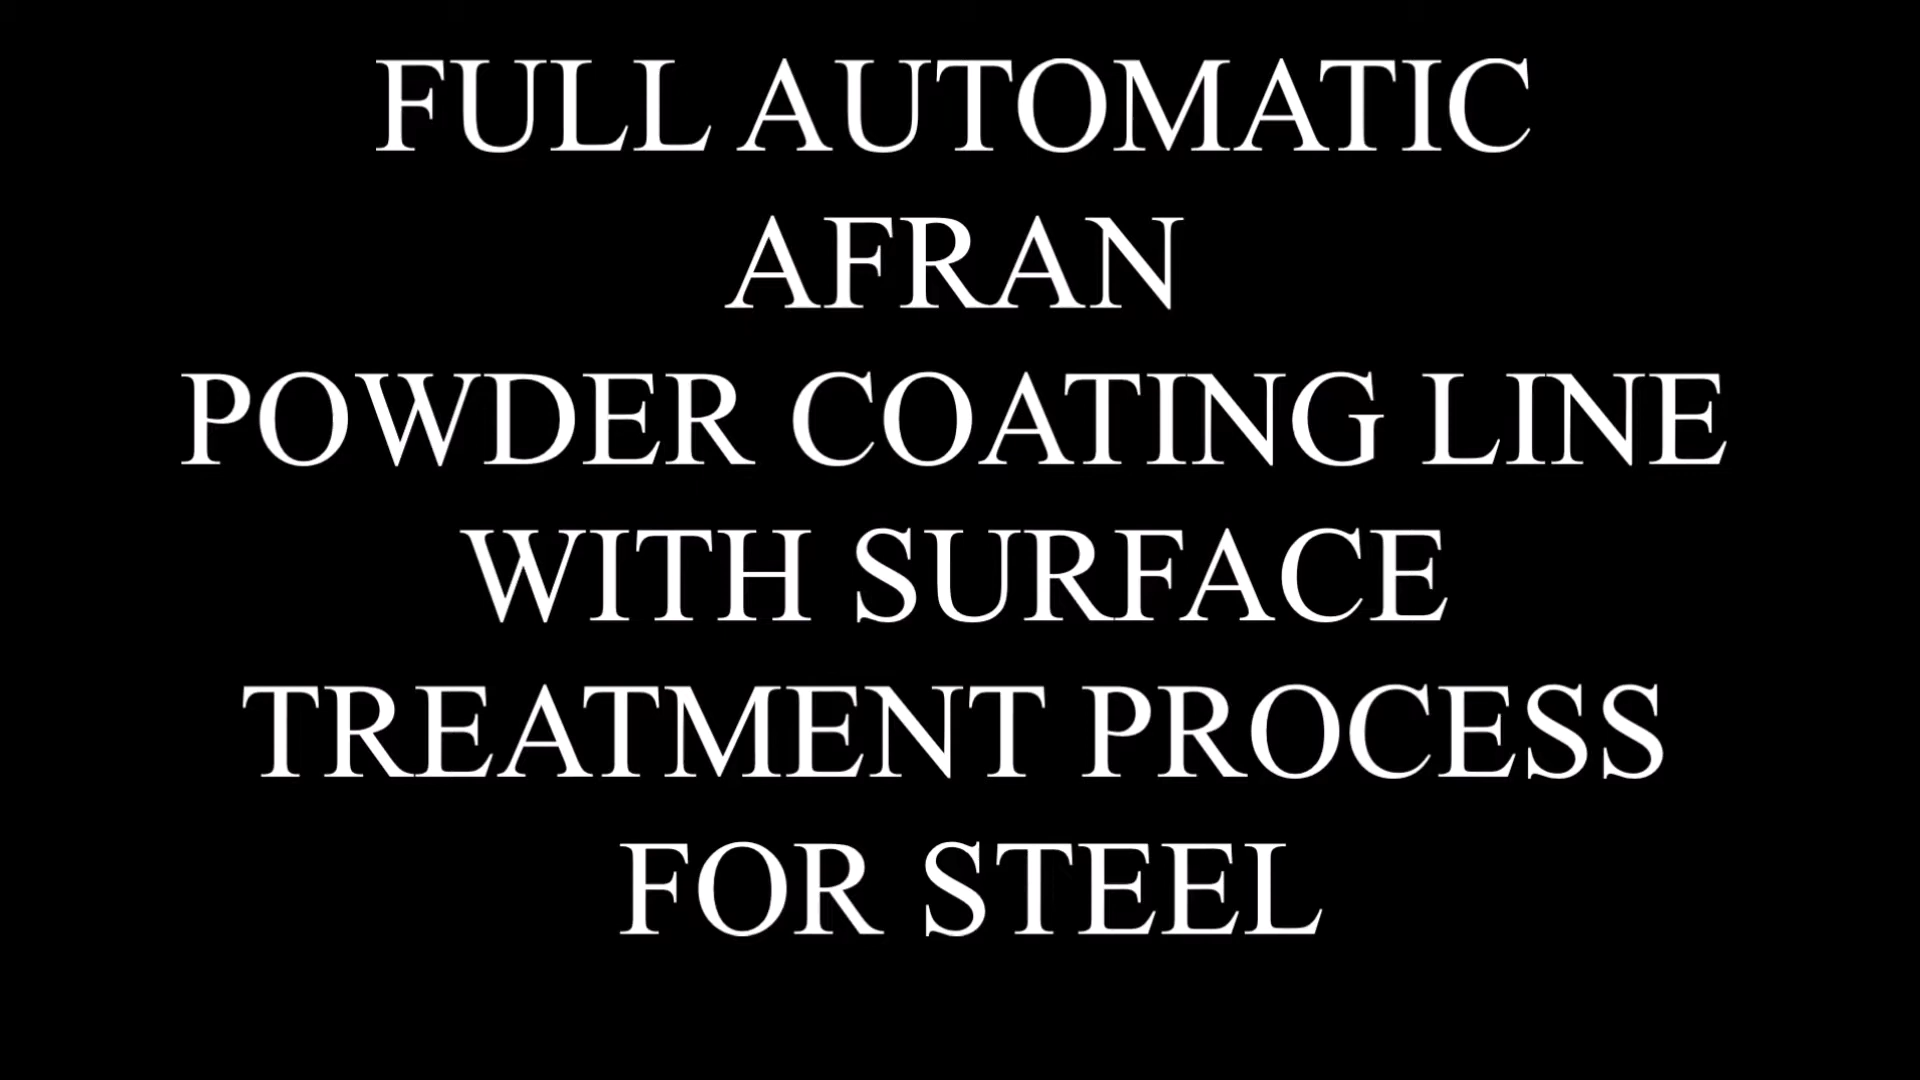 FULL AUTOMATIC
AFRAN
POWDER COATING LINE
WITH SURFACE
TREATMENT PROCESS
FOR STEEL